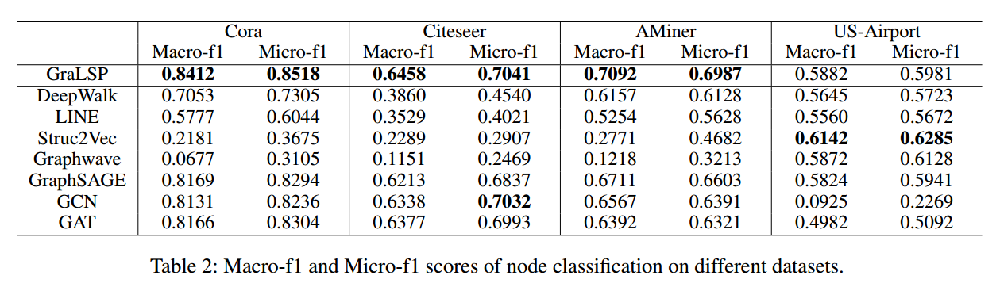 Cora Citeseer AMiner US-Airport
Macro-f1 Micro-f1 Macro-f1 Micro-f1 Macro-f1 Micro-f1 Macro-f1 Micro-f1
GraLSP 0.8412 0.8518 0.6458 0.7041 0.7092 0.6987 0.5882 0.5981
DeepWalk 0.7053 0.7305 0.3860 0.4540 0.6157 0.6128 0.5645 0.5723
LINE 0.5777 0.6044 0.3529 0.4021 0.5254 0.5628 0.5560 0.5672
Struc2Vec 0.2181 0.3675 0.2289 0.2907 0.2771 0.4682 0.6142 0.6285
Graphwave 0.0677 0.3105 0.1151 0.2469 0.1218 0.3213 0.5872 0.6128
GraphSAGE 0.8169 0.8294 0.6213 0.6837 0.6711 0.6603 0.5824 0.5941
GCN 0.8131 0.8236 0.6338 0.7032 0.6567 0.6391 0.0925 0.2269
GAT 0.8166 0.8304 0.6377 0.6993 0.6392 0.6321 0.4982 0.5092
Table 2: Macro-f1 and Micro-f1 scores of node classification on different datasets.